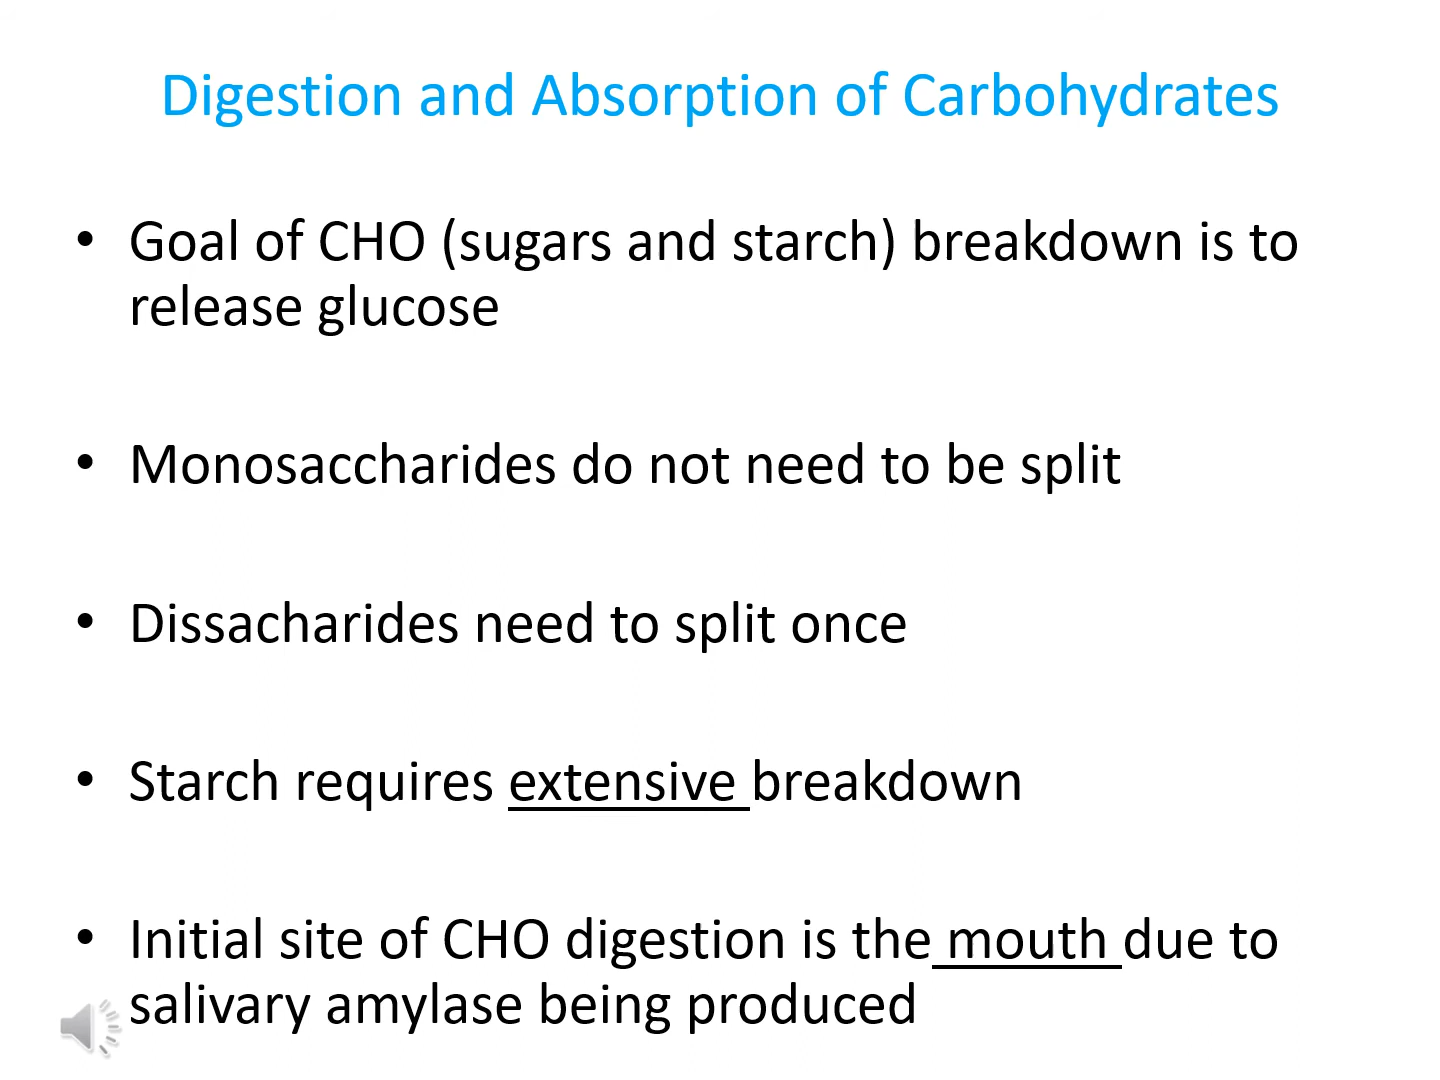 Digestion and Absorption of Carbohydrates
• Goal of CHO (sugars and starch) breakdown is to
release glucose
• Monosaccharides do not need to be split
• Dissacharides need to split once
• Starch requires extensive breakdown
• Initial site of CHO digestion is the mouth due to
salivary amylase being produced